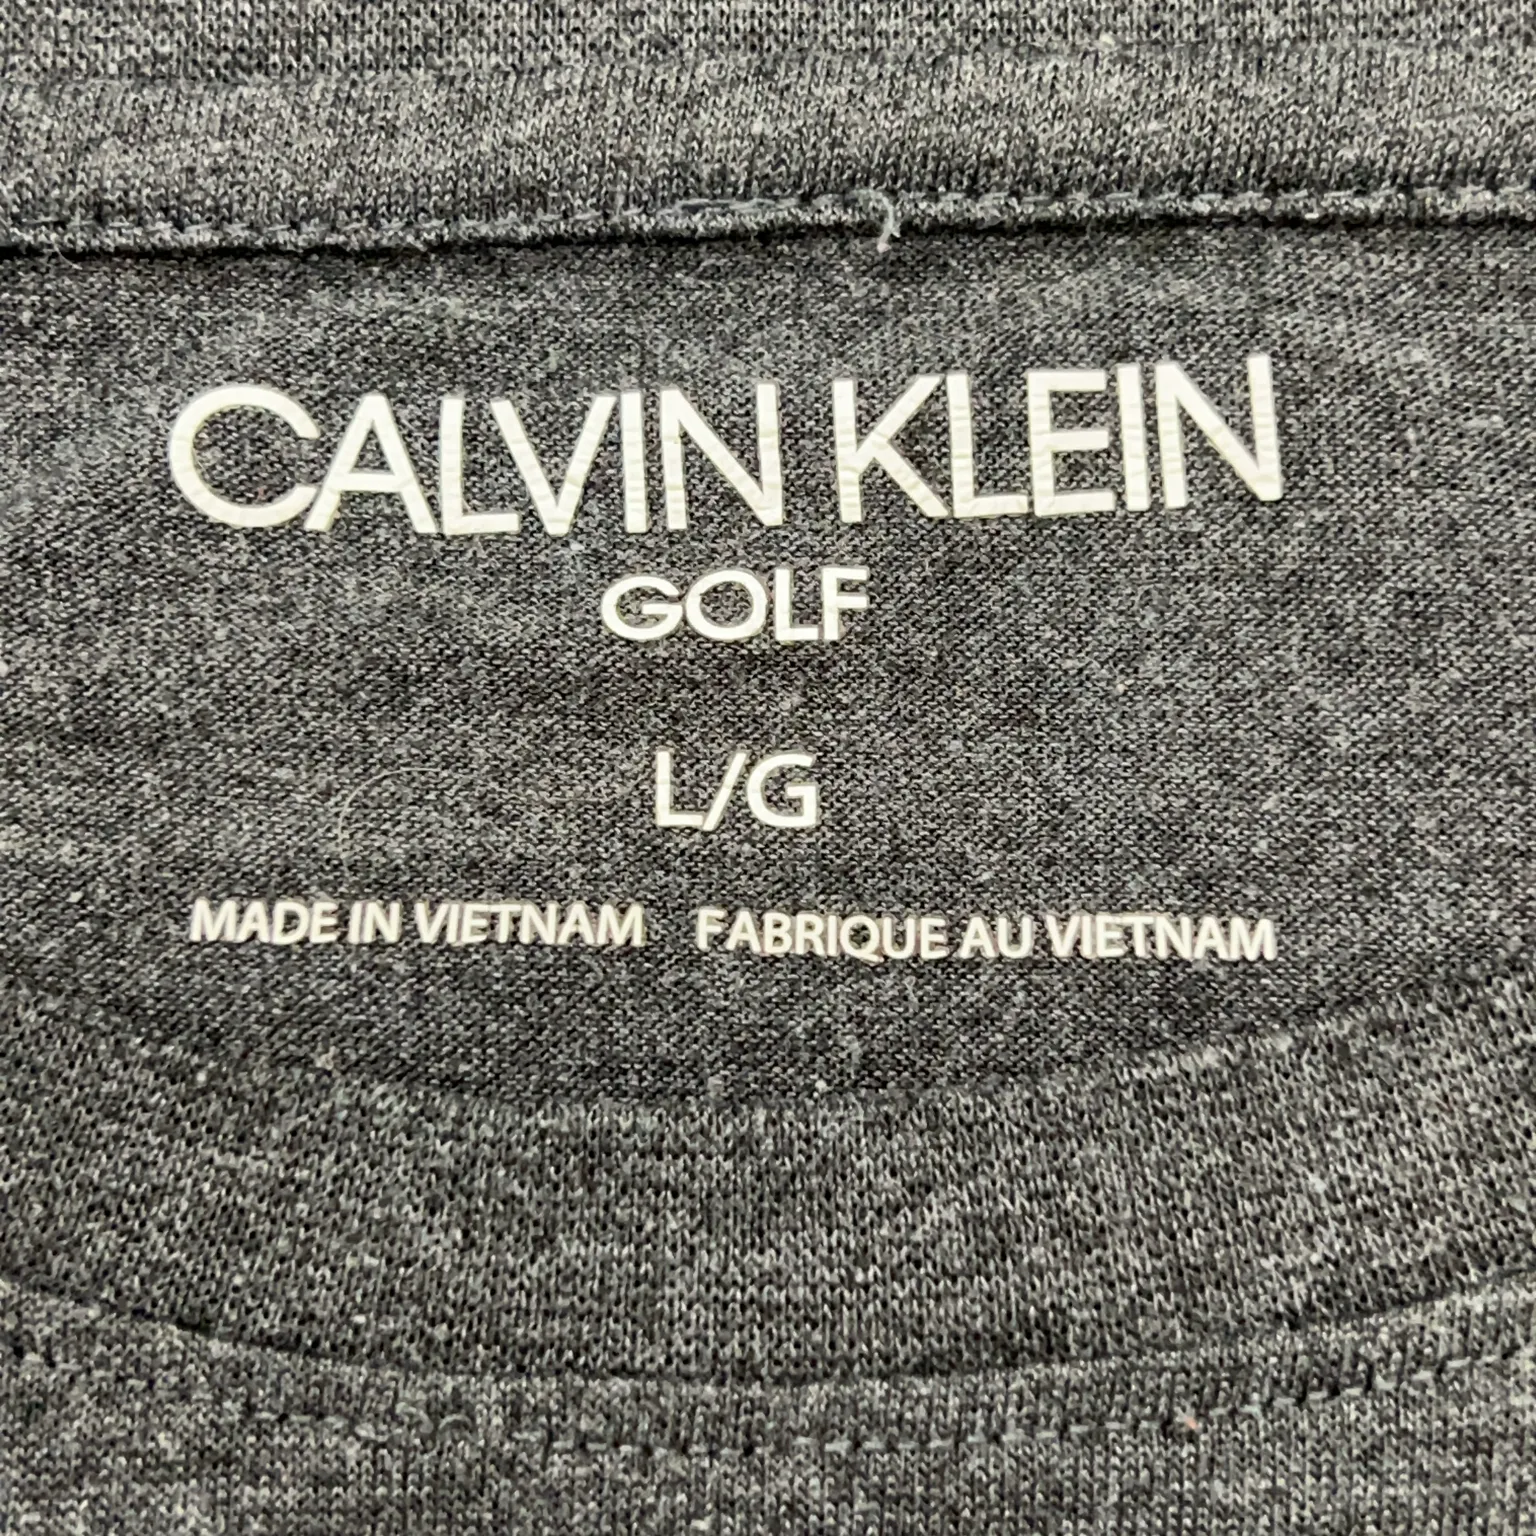 CALVIN KLEIN
GOLF
L/G
MADE IN VIETNAM FABRIQUE AU VIETNAM